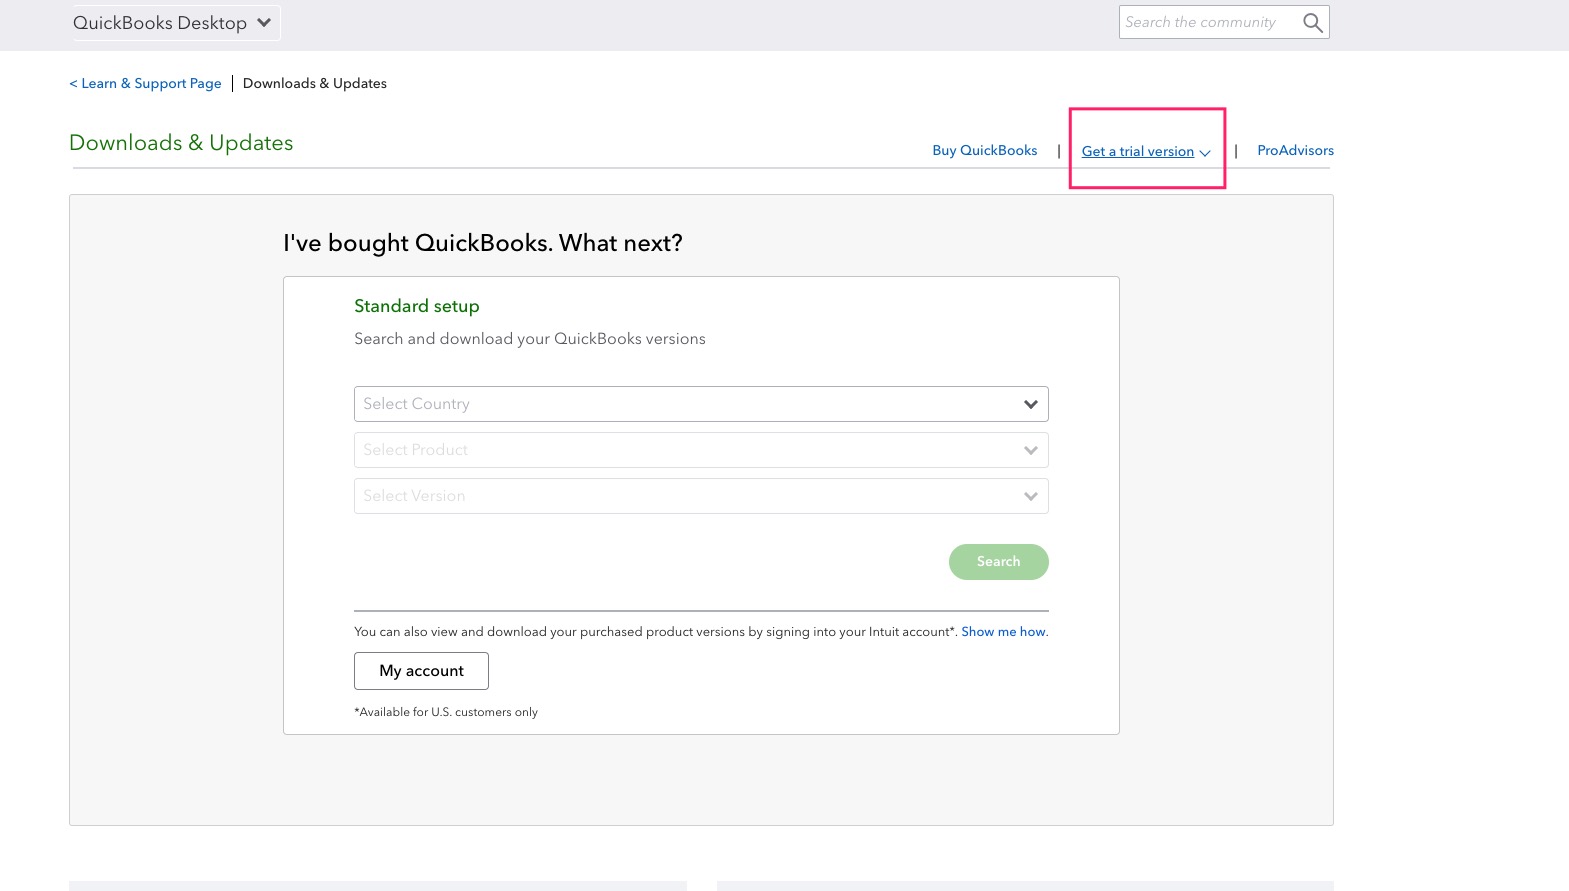 QuickBooks Desktop
Search the community
< Learn & Support Page | Downloads & Updates
Downloads & Updates
Buy QuickBooks | Get a trial version | ProAdvisors
I've bought QuickBooks. What next?
Standard setup
Search and download your QuickBooks versions
Select Country
Select Product
Select Version
Search
You can also view and download your purchased product versions by signing into your Intuit account*. Show me how.
My account
*Available for U.S. customers only